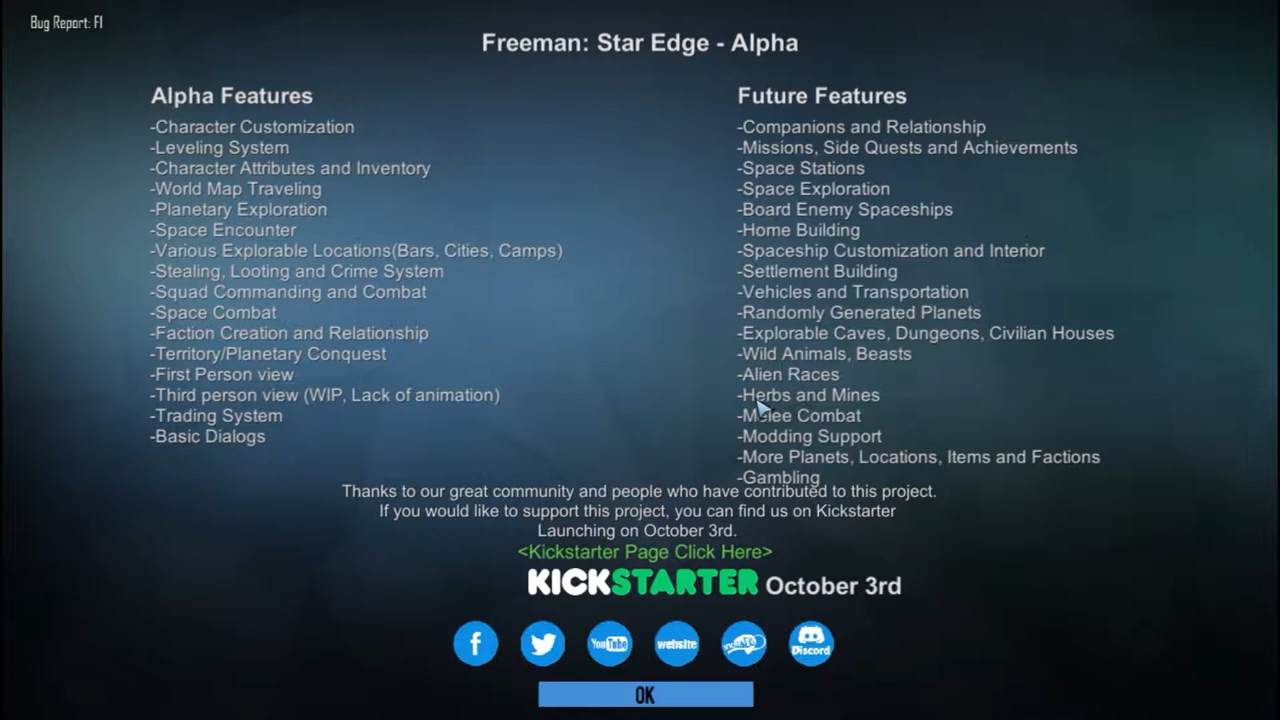 Bug Report: F1
Freeman: Star Edge - Alpha
Alpha Features
-Character Customization
-Leveling System
-Character Attributes and Inventory
-World Map Traveling
-Planetary Exploration
-Space Encounter
-Various Explorable Locations(Bars, Cities, Camps)
-Stealing, Looting and Crime System
-Squad Commanding and Combat
-Space Combat
-Faction Creation and Relationship
-Territory/Planetary Conquest
-First Person view
-Third person view (WIP, Lack of animation)
-Trading System
-Basic Dialogs
Future Features
-Companions and Relationship
-Missions, Side Quests and Achievements
-Space Stations
-Space Exploration
-Board Enemy Spaceships
-Home Building
-Spaceship Customization and Interior
-Settlement Building
-Vehicles and Transportation
-Randomly Generated Planets
-Explorable Caves, Dungeons, Civilian Houses
-Wild Animals, Beasts
-Alien Races
-Herbs and Mines
-Melee Combat
-Modding Support
-More Planets, Locations, Items and Factions
-Gambling
Thanks to our great community and people who have contributed to this project.
If you would like to support this project, you can find us on Kickstarter
Launching on October 3rd.
<Kickstarter Page Click Here>
KICKSTARTER October 3rd
f YouTube website Discord
OK